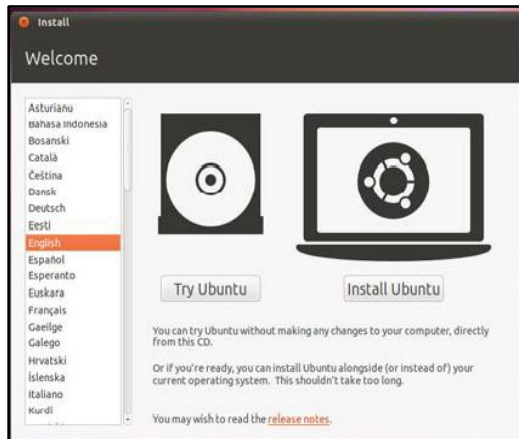 Install
Welcome
Asturianu
Bahasa Indonesia
Bosanski
Català
Čeština
Dansk
Deutsch
Eesti
English
Español
Esperanto
Euskara
Français
Gaeilge
Galego
Hrvatski
Íslenska
Italiano
Kurdî
Try Ubuntu
Install Ubuntu
You can try Ubuntu without making any changes to your computer, directly
from this CD.
Or if you're ready, you can install Ubuntu alongside (or instead of) your
current operating system. This shouldn't take too long.
You may wish to read the release notes.